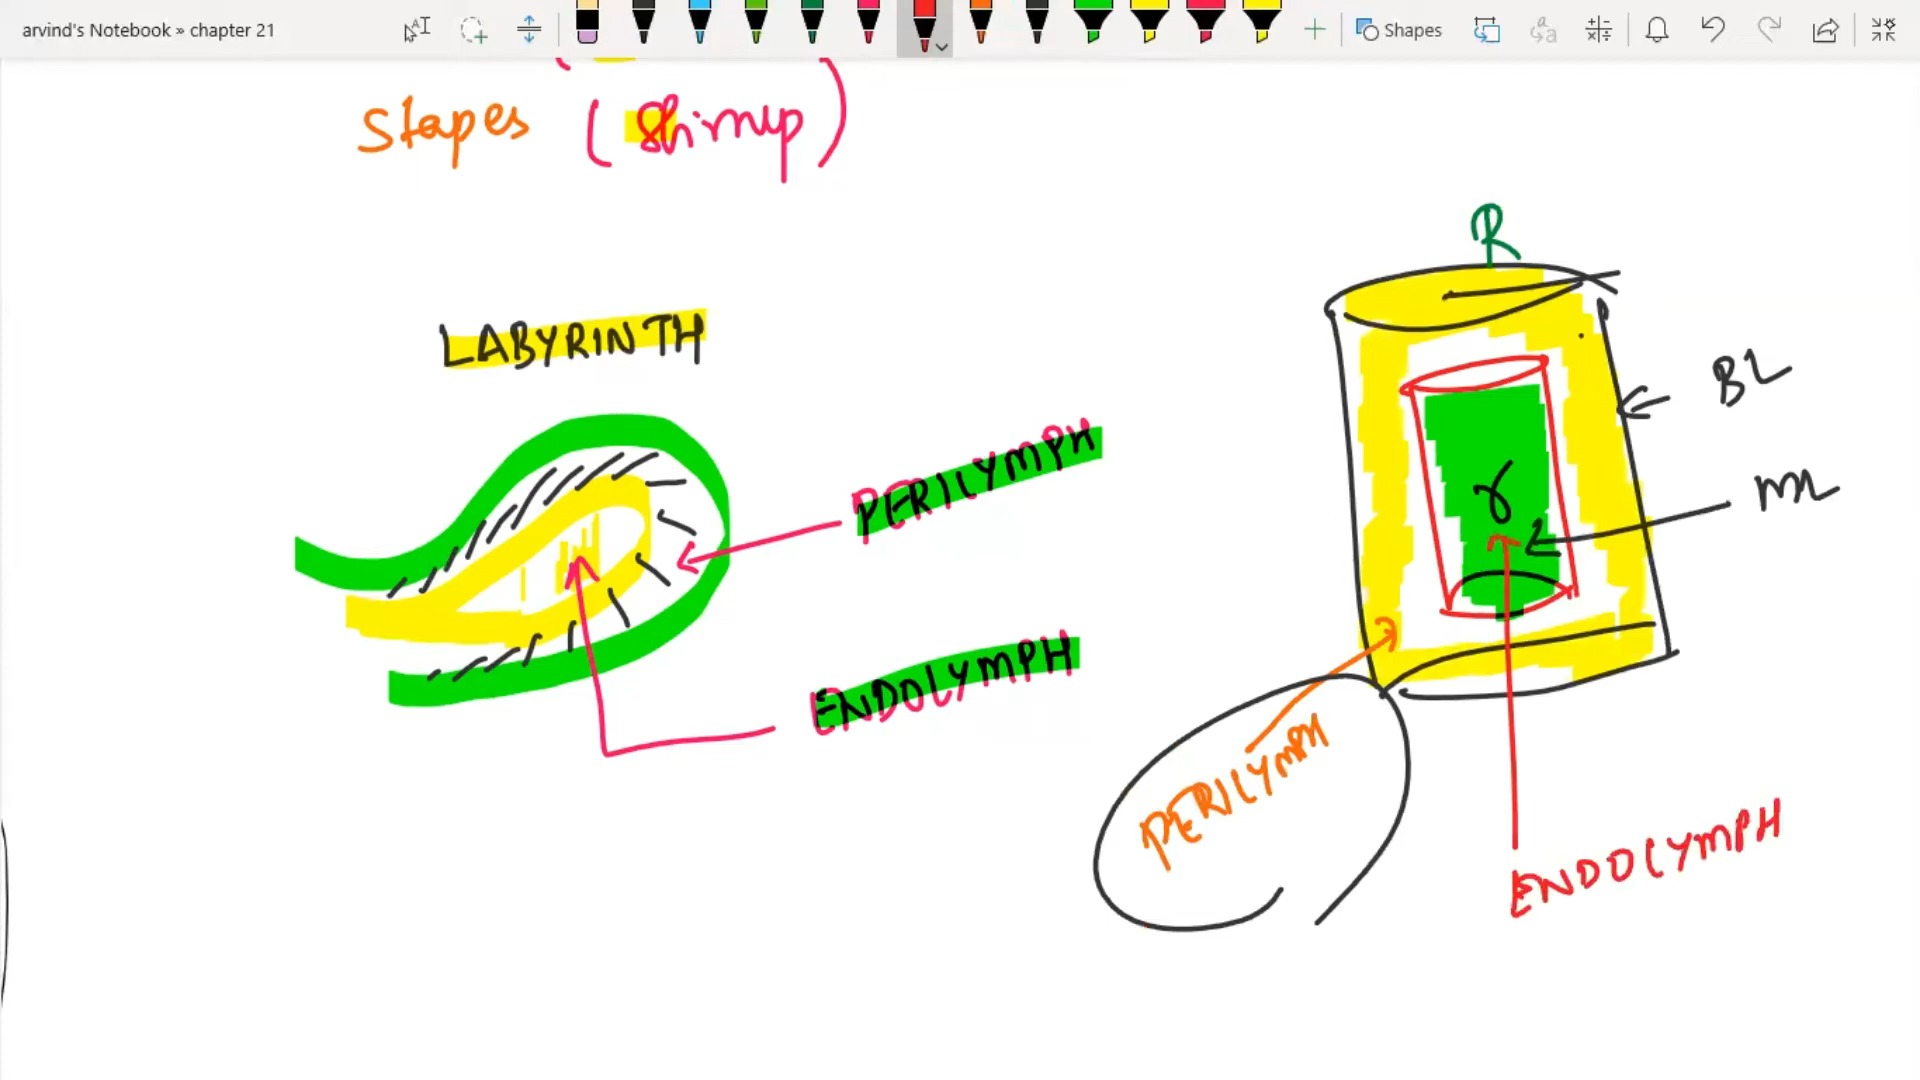 arvind's Notebook » chapter 21
Shapes
Stapes (Stirrup)
R
LABYRINTH
BL
PERILYMPH
ML
r
ENDOLYMPH
PERILYMPH
ENDOLYMPH